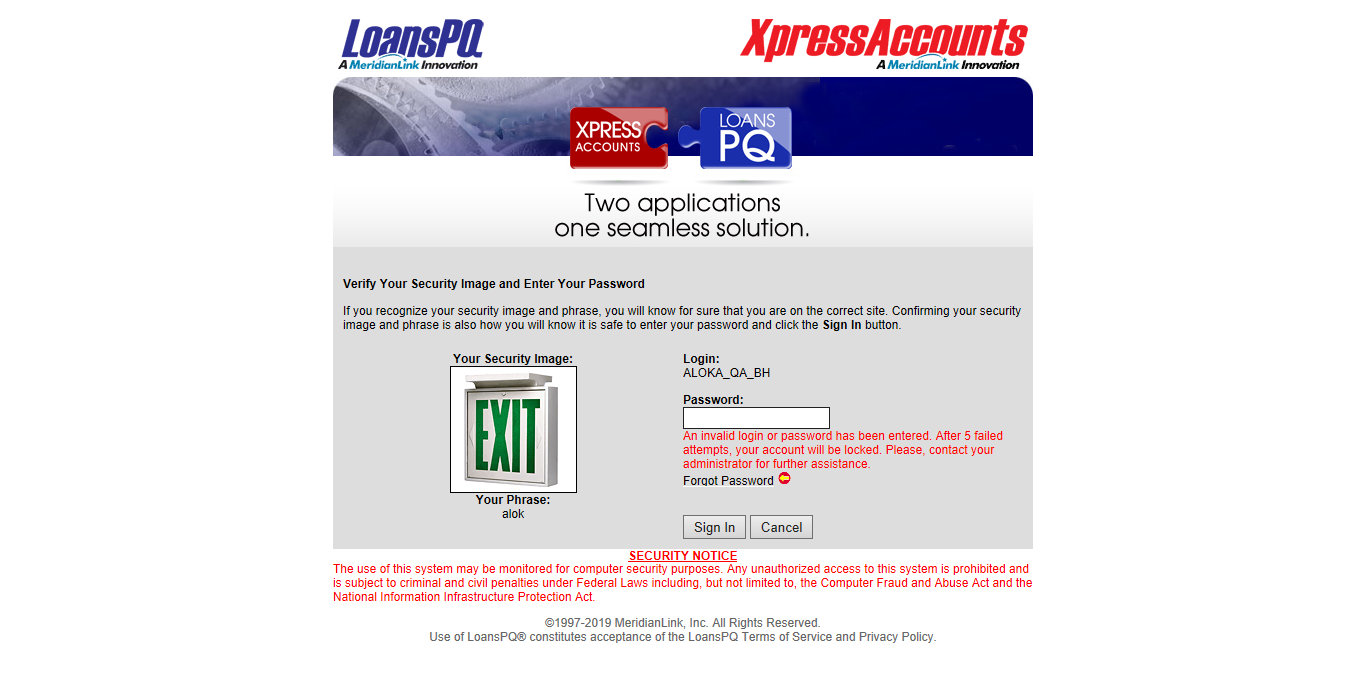 LoansPQ
A MeridianLink Innovation
XpressAccounts
A MeridianLink Innovation
XPRESS
ACCOUNTS
LOANS
PQ
Two applications
one seamless solution.
Verify Your Security Image and Enter Your Password
If you recognize your security image and phrase, you will know for sure that you are on the correct site. Confirming your security
image and phrase is also how you will know it is safe to enter your password and click the Sign In button.
Your Security Image:
EXIT
Your Phrase:
alok
Login:
ALOKA_QA_BH
Password:
An invalid login or password has been entered. After 5 failed
attempts, your account will be locked. Please, contact your
administrator for further assistance.
Forgot Password
Sign In
Cancel
SECURITY NOTICE
The use of this system may be monitored for computer security purposes. Any unauthorized access to this system is prohibited and
is subject to criminal and civil penalties under Federal Laws including, but not limited to, the Computer Fraud and Abuse Act and the
National Information Infrastructure Protection Act.
©1997-2019 MeridianLink, Inc. All Rights Reserved.
Use of LoansPQ® constitutes acceptance of the LoansPQ Terms of Service and Privacy Policy.